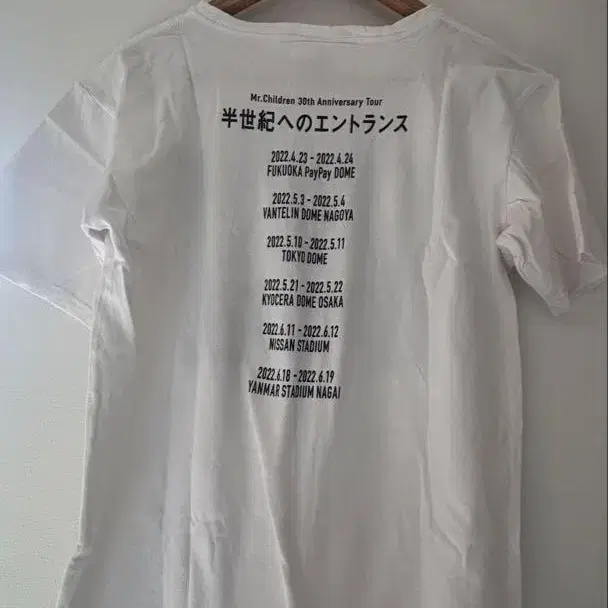 Mr.Children 30th Anniversary Tour
半世紀へのエントランス
2022.4.23 - 2022.4.24
FUKUOKA PayPay DOME
2022.5.3 - 2022.5.4
VANTELIN DOME NAGOYA
2022.5.10 - 2022.5.11
TOKYO DOME
2022.5.21 - 2022.5.22
KYOCERA DOME OSAKA
2022.6.11 - 2022.6.12
NISSAN STADIUM
2022.6.18 - 2022.6.19
YANMAR STADIUM NAGAI